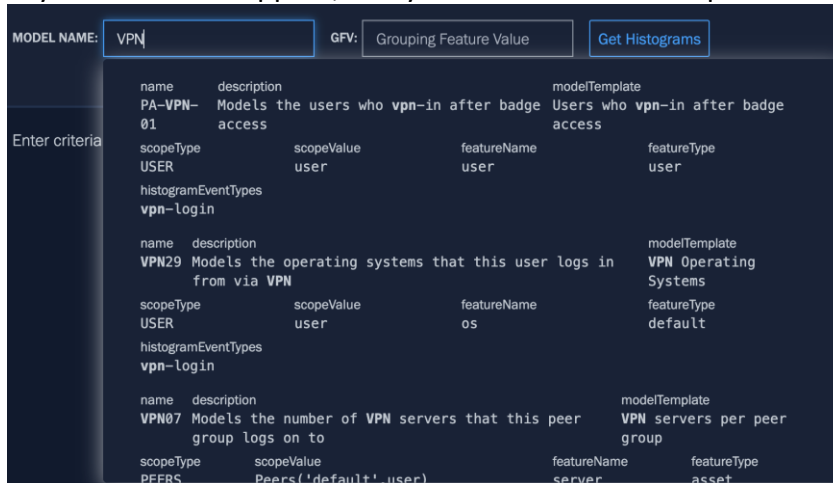 MODEL NAME: VPN GFV: Grouping Feature Value Get Histograms
name description modelTemplate
PA-VPN- Models the users who vpn-in after badge Users who vpn-in after badge
01 access access
Enter criteria
scopeType scopeValue featureName featureType
USER user user user
histogramEventTypes
vpn-login
name description modelTemplate
VPN29 Models the operating systems that this user logs in VPN Operating
from via VPN Systems
scopeType scopeValue featureName featureType
USER user os default
histogramEventTypes
vpn-login
name description modelTemplate
VPN07 Models the number of VPN servers that this peer VPN servers per peer
group logs on to group
scopeType scopeValue featureName featureType
PEERS Peers('default',user) server asset